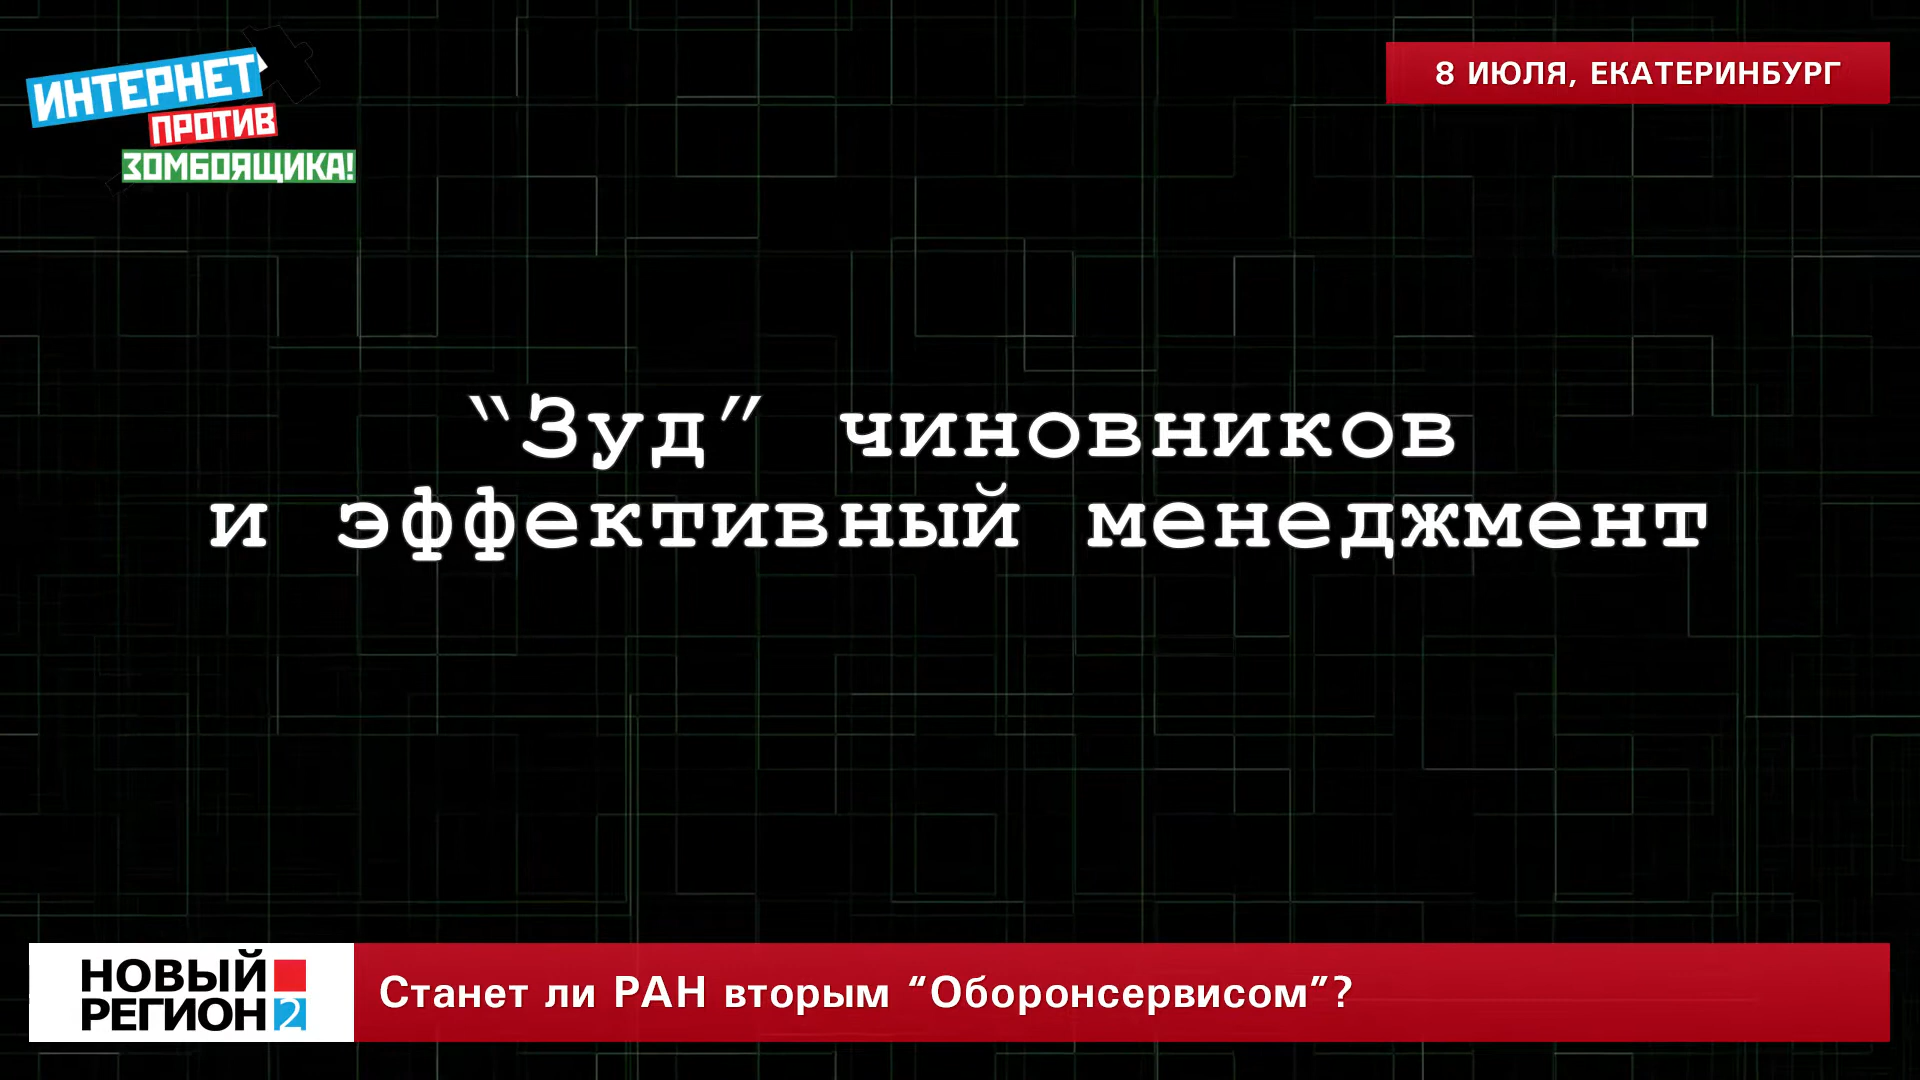 ИНТЕРНЕТ
ПРОТИВ
ЗОМБОЯЩИКА!
8 ИЮЛЯ, ЕКАТЕРИНБУРГ
“Зуд” чиновников
и эффективный менеджмент
НОВЫЙ
РЕГИОН 2
Станет ли РАН вторым “Оборонсервисом”?